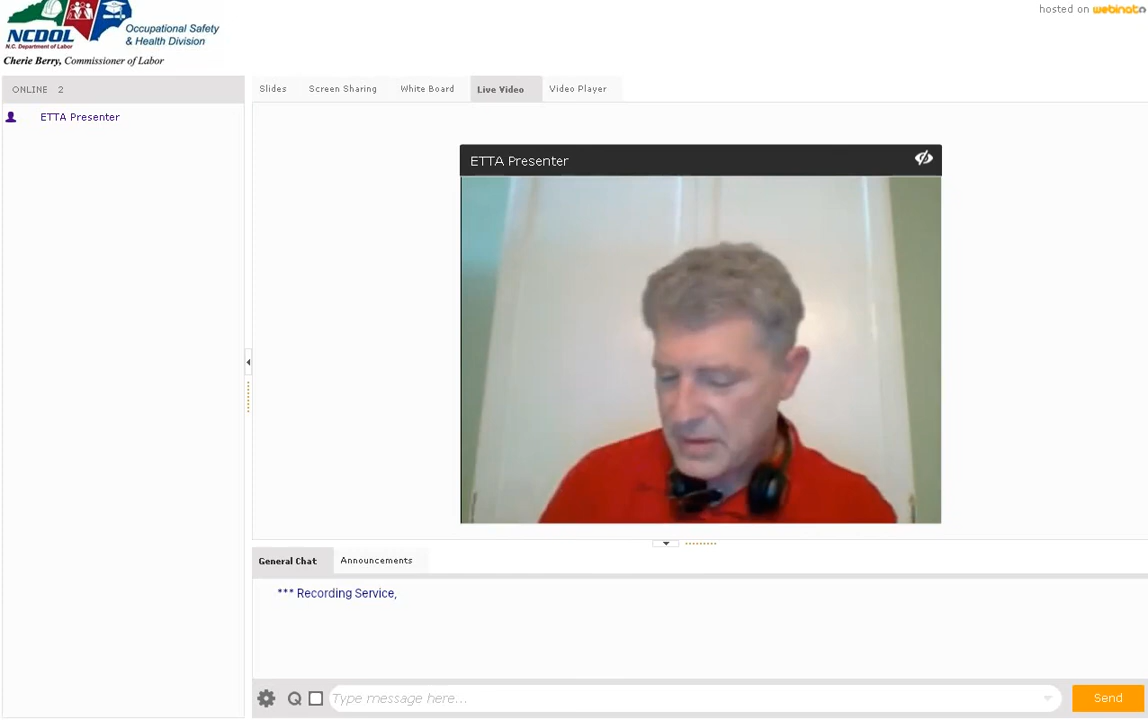 hosted on webinato
NCDOL
N.C. Department of Labor
Occupational Safety
& Health Division
Cherie Berry, Commissioner of Labor
ONLINE 2
ETTA Presenter
Slides Screen Sharing White Board Live Video Video Player
ETTA Presenter
General Chat Announcements
*** Recording Service,
Q Type message here... Send